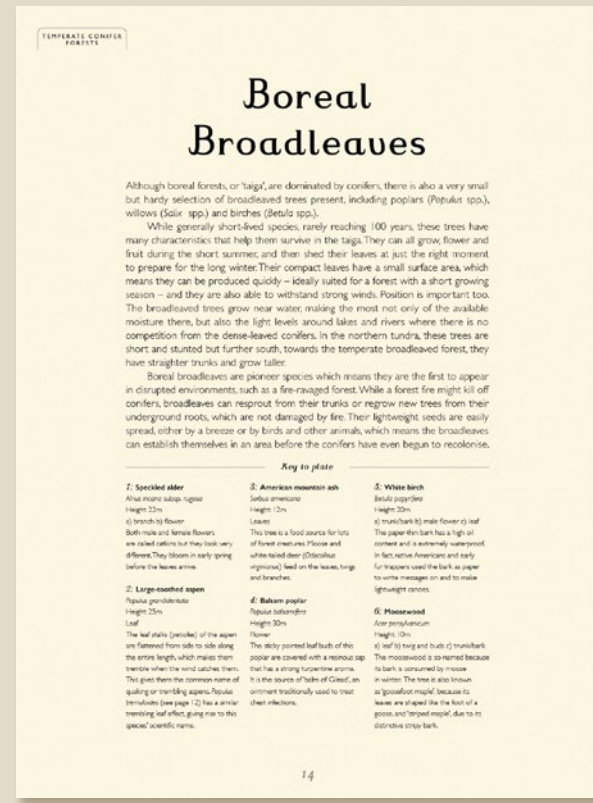 TEMPERATE CONIFER
FORESTS
Boreal
Broadleaves
Although boreal forests, or 'taiga', are dominated by conifers, there is also a very small
but hardy selection of broadleaved trees present, including poplars (Populus spp.),
willows (Salix spp.) and birches (Betula spp.).
While generally short-lived species, rarely reaching 100 years, these trees have
many characteristics that help them survive in the taiga. They can all grow, flower and
fruit during the short summer, and then shed their leaves at just the right moment
to prepare for the long winter. Their compact leaves have a small surface area, which
means they can be produced quickly – ideally suited for a forest with a short growing
season – and they are also able to withstand strong winds. Position is important too.
The broadleaved trees grow near water, making the most not only of the available
moisture there, but also the light levels around lakes and rivers where there is no
competition from the dense-leaved conifers. In the northern tundra, these trees are
short and stunted but further south, towards the temperate broadleaved forest, they
have straighter trunks and grow taller.
Boreal broadleaves are pioneer species which means they are the first to appear
in disrupted environments, such as a fire-ravaged forest. While a forest fire might kill off
conifers, broadleaves can resprout from their trunks or regrow new trees from their
underground roots, which are not damaged by fire. Their lightweight seeds are easily
spread, either by a breeze or by birds and other animals, which means the broadleaves
can establish themselves in an area before the conifers have even begun to recolonise.
Key to plate
1: Speckled alder
Alnus incana subsp. rugosa
Height: 22m
a) branch b) flower
Both male and female flowers
are called catkins but they look very
different. They bloom in early spring
before the leaves arrive.
2: Large-toothed aspen
Populus grandidentata
Height: 25m
Leaf
The leaf stalks (petioles) of the aspen
are flattened from side to side along
the entire length, which makes them
tremble when the wind catches them.
This gives them the common name of
quaking or trembling aspens. Populus
tremuloides (see page 12) has a similar
trembling leaf effect, giving rise to this
species' scientific name.
3: American mountain ash
Sorbus americana
Height: 12m
Leaves
This tree is a food source for lots
of forest creatures. Moose and
white-tailed deer (Odocoileus
virginianus) feed on the leaves, twigs
and branches.
4: Balsam poplar
Populus balsamifera
Height: 30m
Flower
The sticky pointed leaf buds of this
poplar are covered with a resinous sap
that has a strong turpentine aroma.
It is the source of 'balm of Gilead', an
ointment traditionally used to treat
chest infections.
5: White birch
Betula papyrifera
Height: 20m
a) trunk/bark b) male flower c) leaf
The paper-thin bark has a high oil
content and is extremely waterproof.
In fact, native Americans and early
fur trappers used the bark as paper
to write messages on and to make
lightweight canoes.
6: Moosewood
Acer pensylvanicum
Height: 10m
a) leaf b) twig and buds c) trunk/bark
The moosewood is so-named because
its bark is consumed by moose
in winter. The tree is also known
as 'goosefoot maple', because its
leaves are shaped like the foot of a
goose, and 'striped maple', due to its
distinctive stripy bark.
14